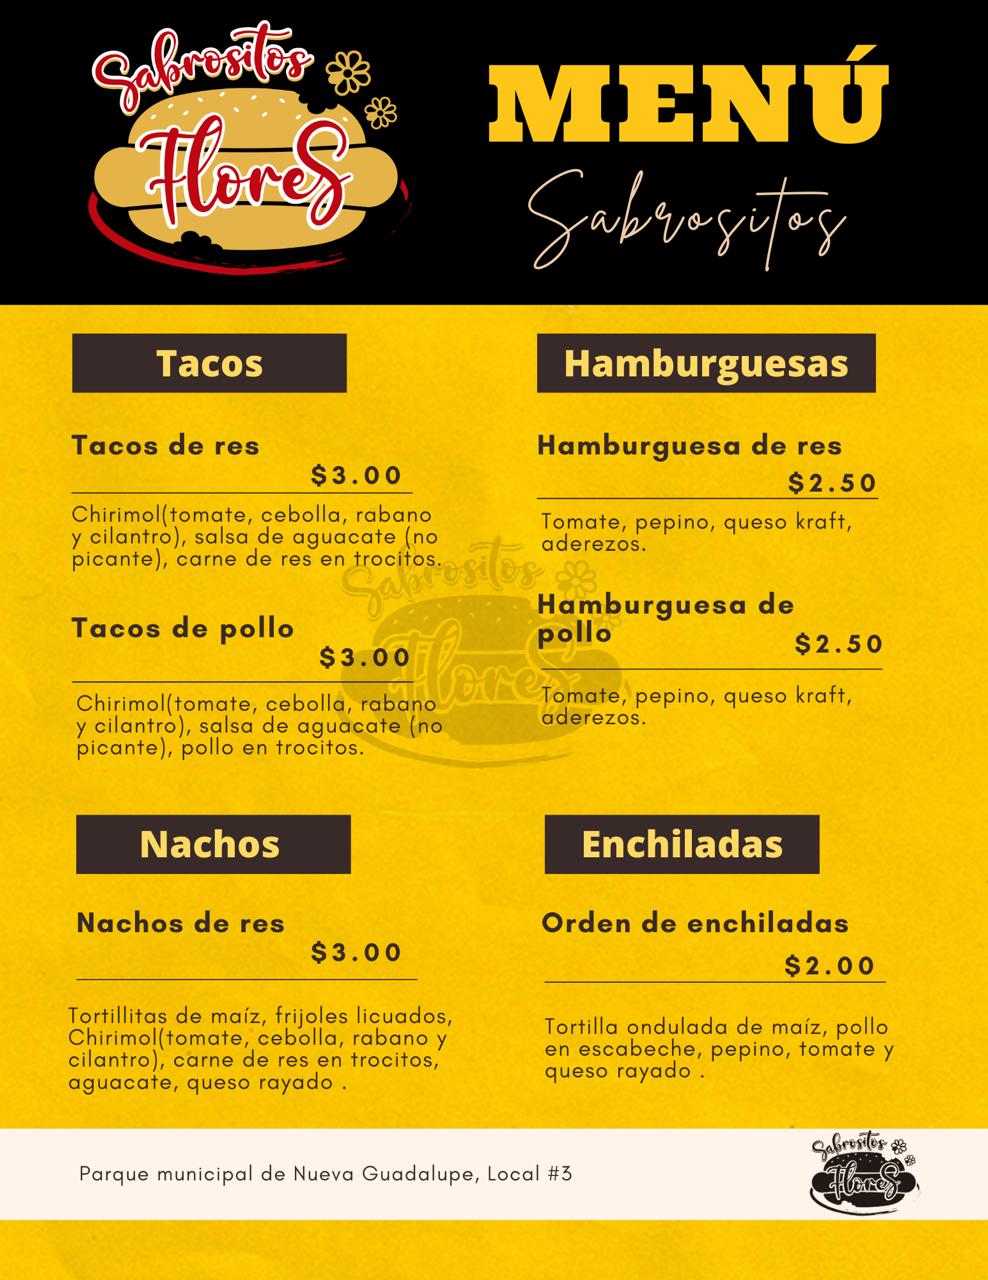 Sabrositos
FloreS
MENÚ
Sabrositos
Tacos
Tacos de res
$3.00
Chirimol(tomate, cebolla, rabano
y cilantro), salsa de aguacate (no
picante), carne de res en trocitos.
Tacos de pollo
$3.00
Chirimol(tomate, cebolla, rabano
y cilantro), salsa de aguacate (no
picante), pollo en trocitos.
Hamburguesas
Hamburguesa de res
$2.50
Tomate, pepino, queso kraft,
aderezos.
Hamburguesa de
pollo
$2.50
Tomate, pepino, queso kraft,
aderezos.
Sabrositos
FloreS
Nachos
Nachos de res
$3.00
Tortillitas de maíz, frijoles licuados,
Chirimol(tomate, cebolla, rabano y
cilantro), carne de res en trocitos,
aguacate, queso rayado .
Enchiladas
Orden de enchiladas
$2.00
Tortilla ondulada de maíz, pollo
en escabeche, pepino, tomate y
queso rayado .
Parque municipal de Nueva Guadalupe, Local #3
Sabrositos
FloreS